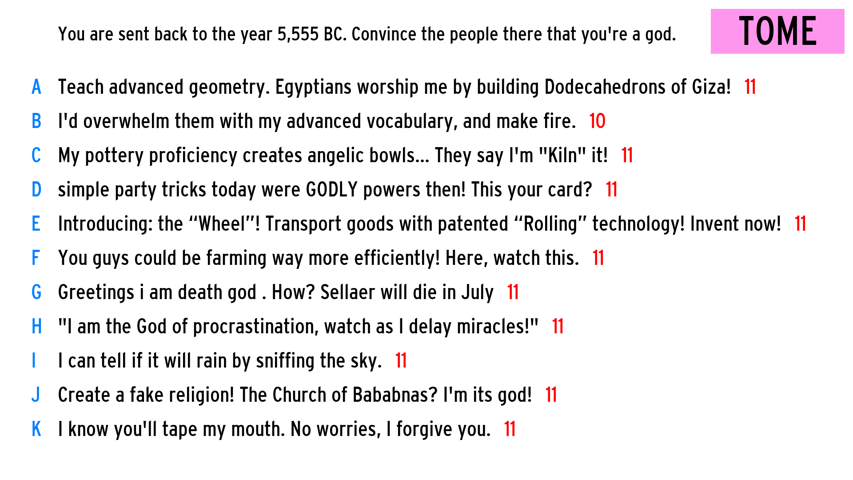 You are sent back to the year 5,555 BC. Convince the people there that you're a god.
TOME
A Teach advanced geometry. Egyptians worship me by building Dodecahedrons of Giza! 11
B I'd overwhelm them with my advanced vocabulary, and make fire. 10
C My pottery proficiency creates angelic bowls... They say I'm "Kiln" it! 11
D simple party tricks today were GODLY powers then! This your card? 11
E Introducing: the “Wheel”! Transport goods with patented “Rolling” technology! Invent now! 11
F You guys could be farming way more efficiently! Here, watch this. 11
G Greetings i am death god . How? Sellaer will die in July 11
H "I am the God of procrastination, watch as I delay miracles!" 11
I I can tell if it will rain by sniffing the sky. 11
J Create a fake religion! The Church of Bababnas? I'm its god! 11
K I know you'll tape my mouth. No worries, I forgive you. 11